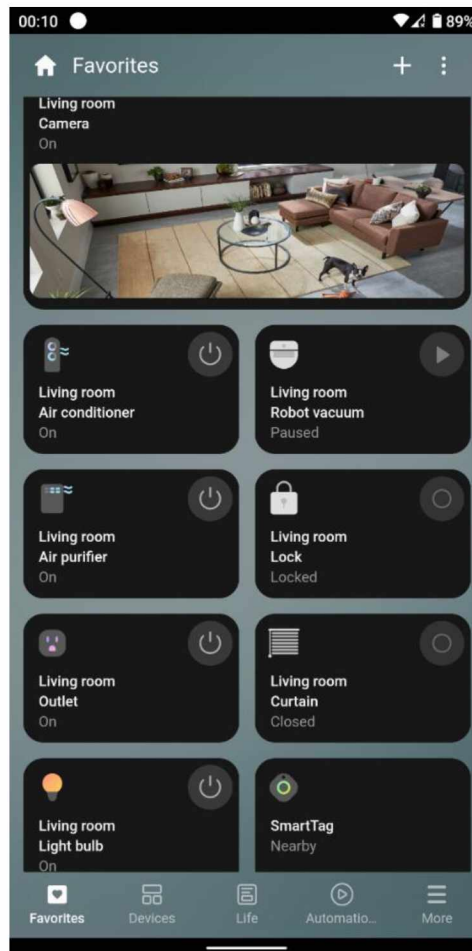 00:10
89%
Favorites
Living room
Camera
On
Living room
Air conditioner
On
Living room
Robot vacuum
Paused
Living room
Air purifier
On
Living room
Lock
Locked
Living room
Outlet
On
Living room
Curtain
Closed
Living room
Light bulb
On
SmartTag
Nearby
Favorites
Devices
Life
Automatio...
More